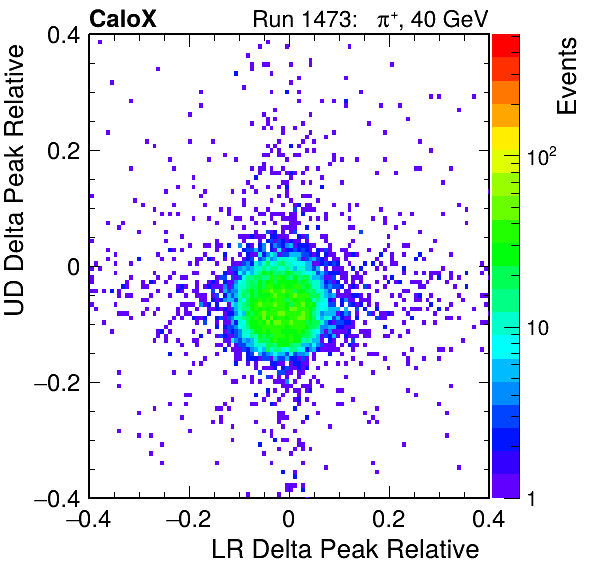 CaloX Run 1473: π⁺, 40 GeV
UD Delta Peak Relative
0.4
0.2
0
−0.2
−0.4
−0.4 −0.2 0 0.2 0.4
LR Delta Peak Relative
Events
10²
10
1